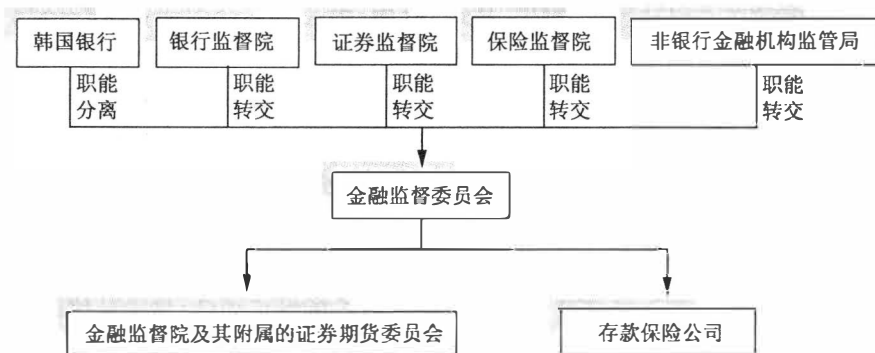 韩国银行 银行监督院 证券监督院 保险监督院 非银行金融机构监管局
职能 职能 职能 职能 职能
分离 转交 转交 转交 转交
金融监督委员会
金融监督院及其附属的证券期货委员会 存款保险公司